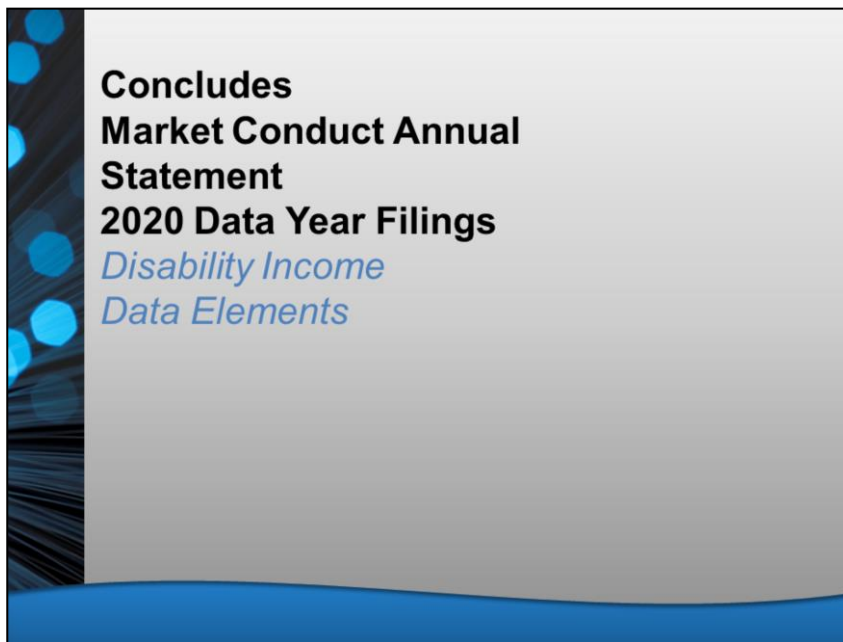 Concludes
Market Conduct Annual
Statement
2020 Data Year Filings
Disability Income
Data Elements